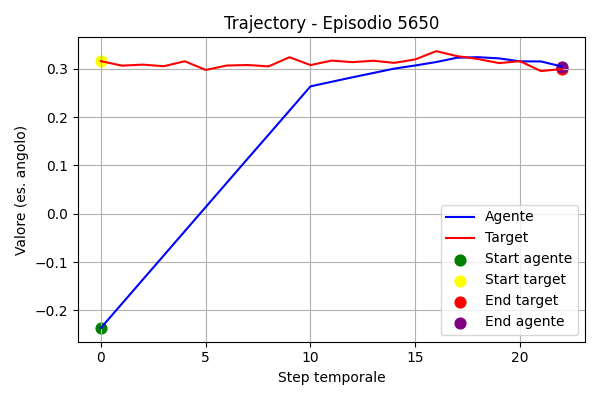 Trajectory - Episodio 5650
Valore (es. angolo)
0.3
0.2
0.1
0.0
−0.1
−0.2
0
5
10
15
20
Step temporale
Agente
Target
Start agente
Start target
End target
End agente